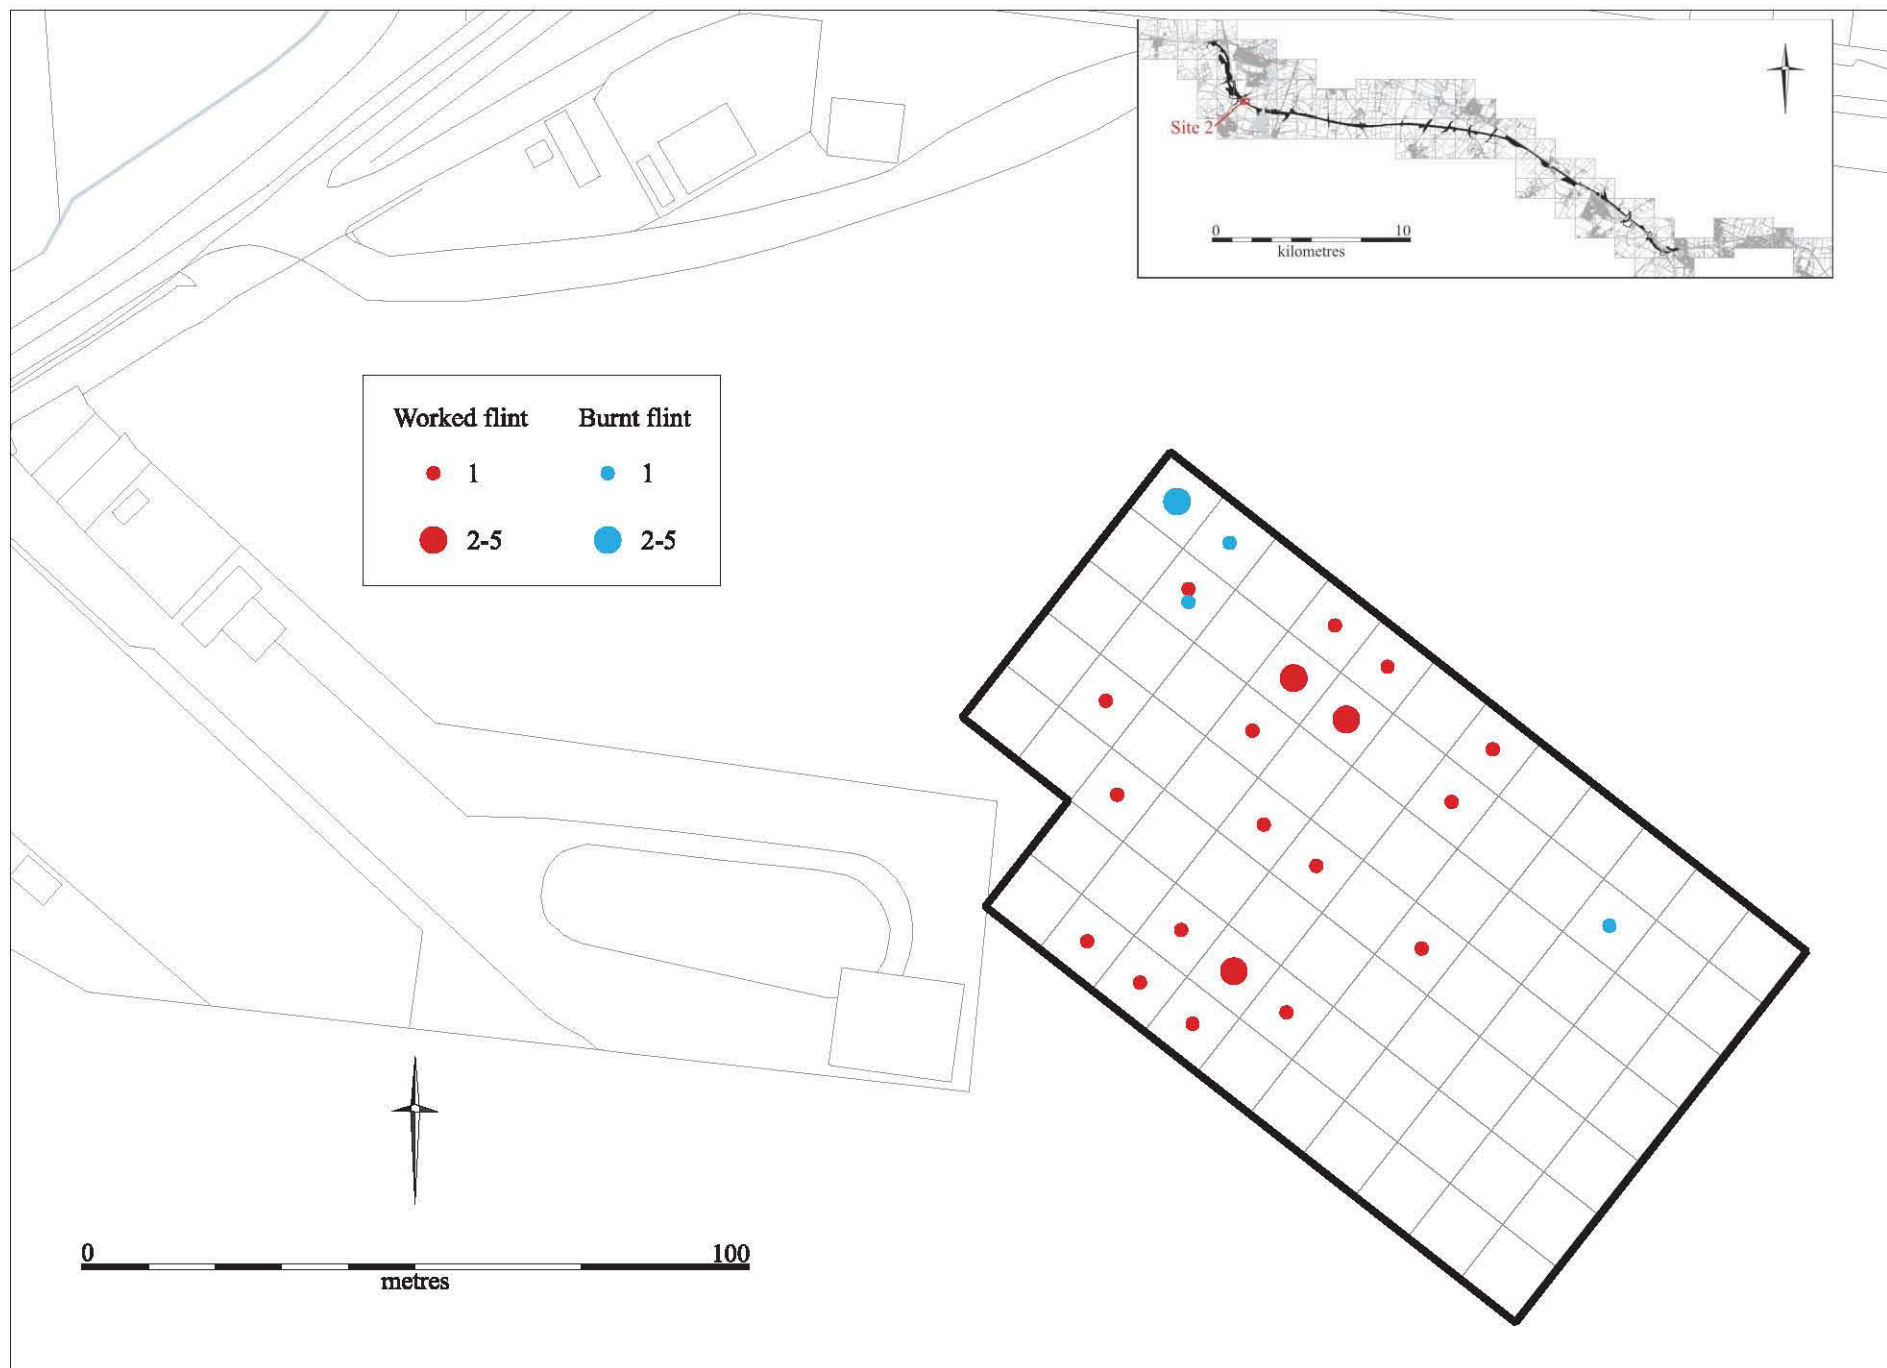 Site 2
0 10
kilometres
Worked flint Burnt flint
1 1
2-5 2-5
0 100
metres